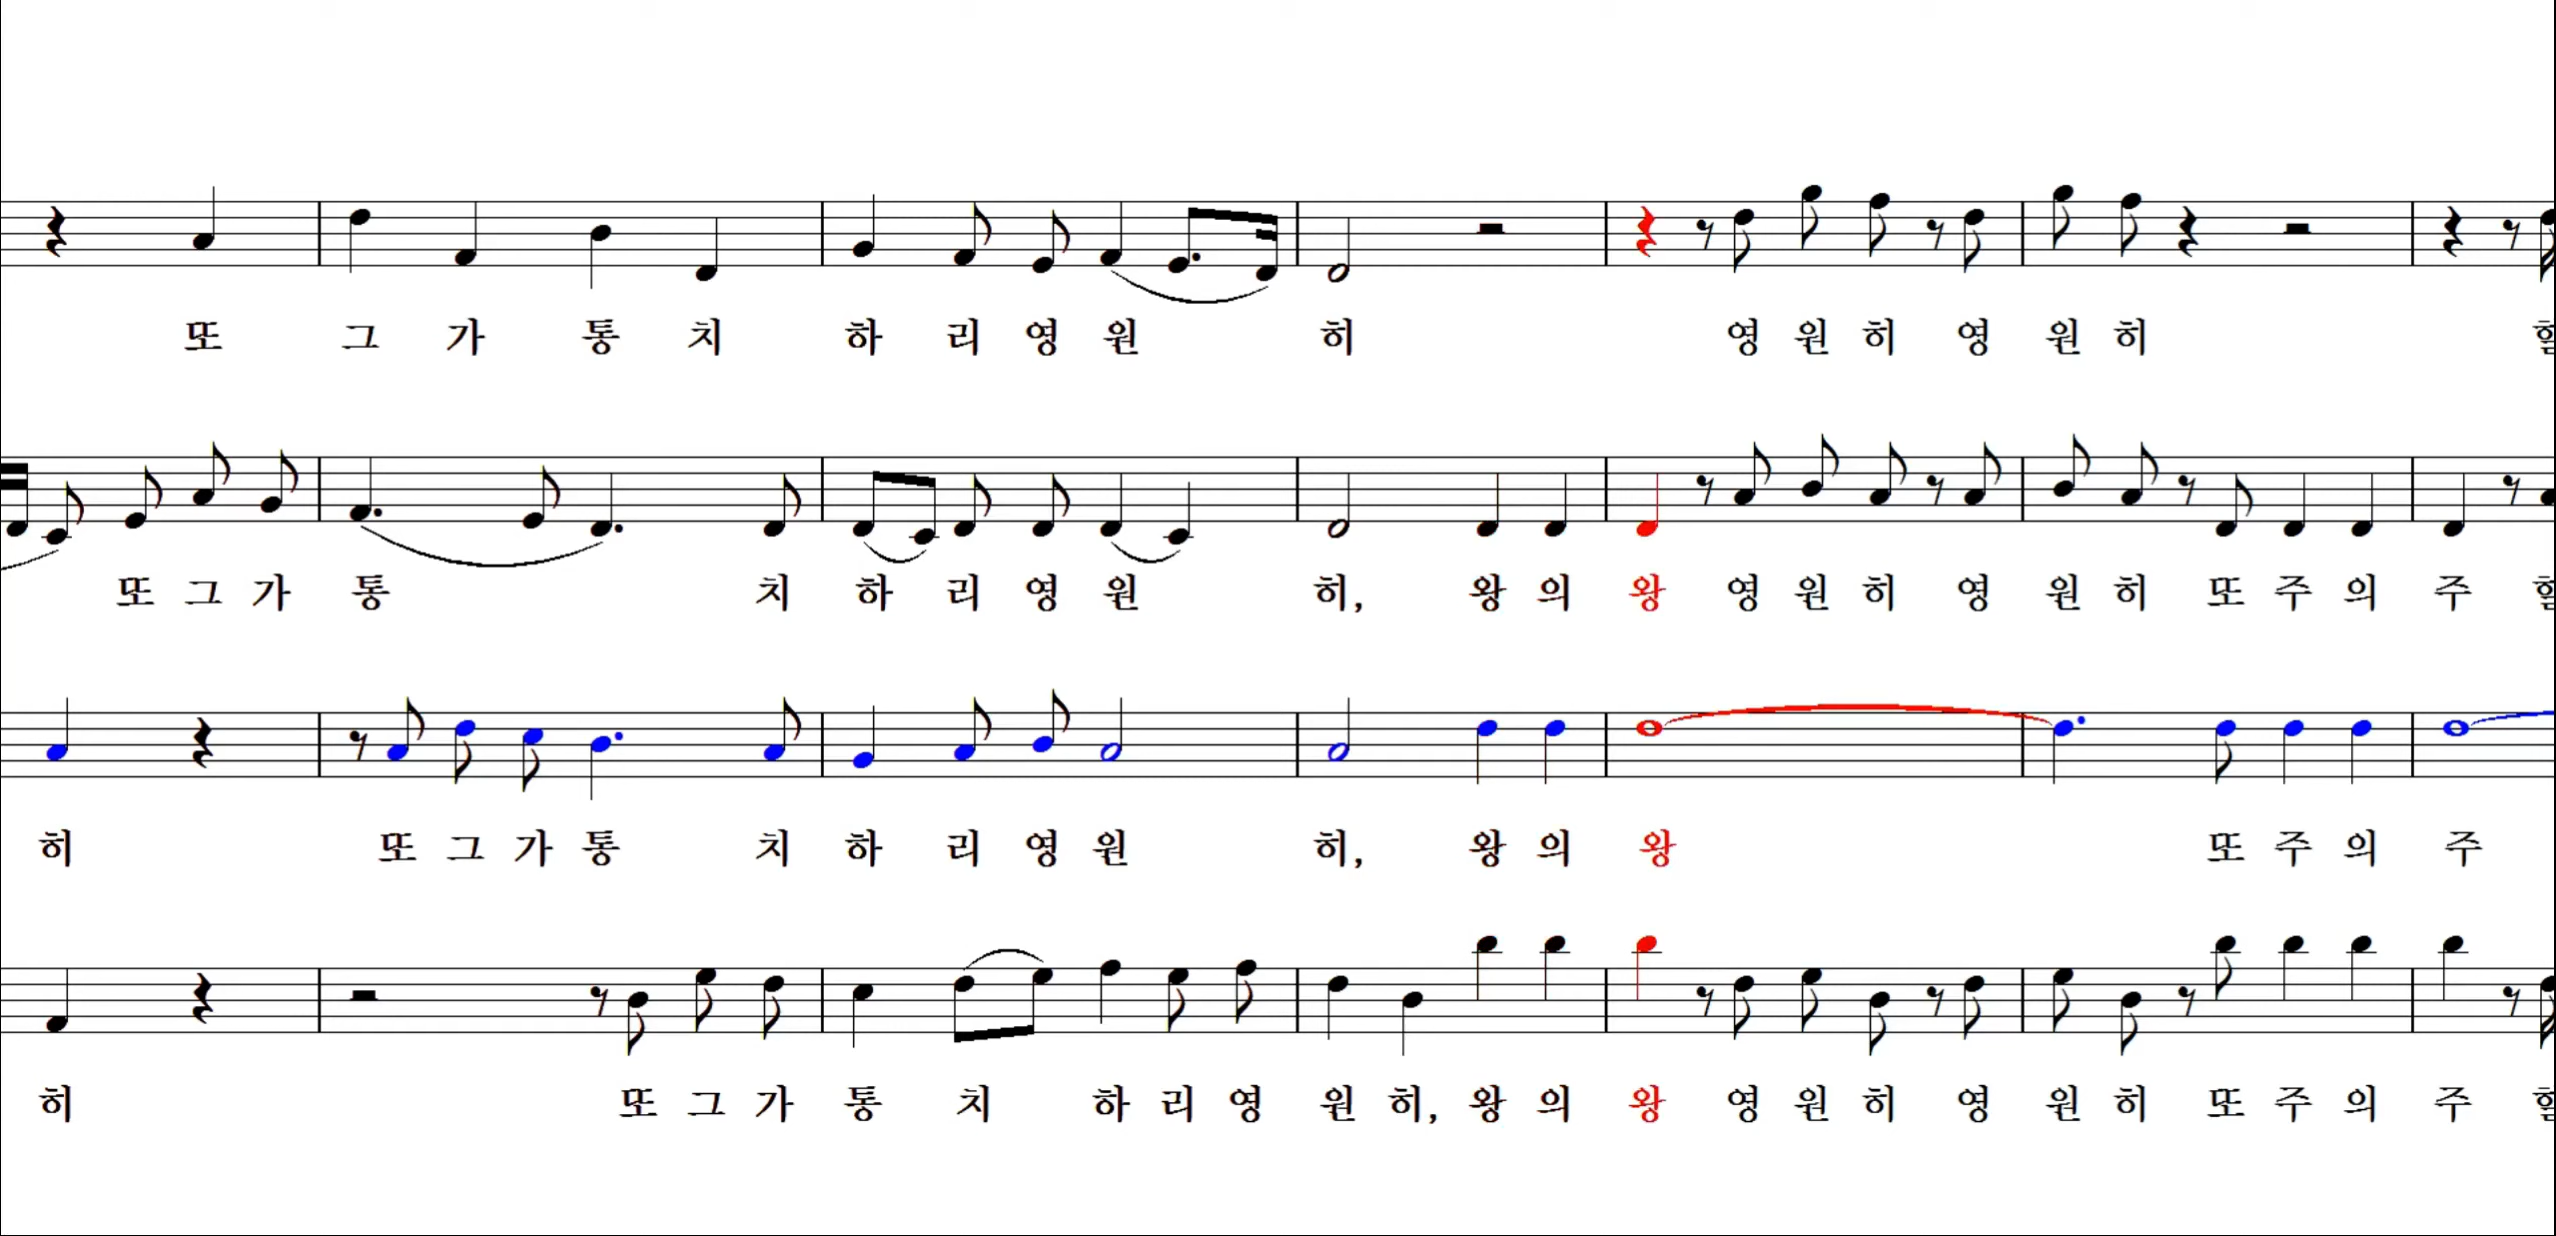 또 그 가 통 치 하 리 영 원 히 영 원 히 영 원 히
또 그 가 통 치 하 리 영 원 히, 왕 의 왕 영 원 히 영 원 히 또 주 의 주
히 또 그 가 통 치 하 리 영 원 히, 왕 의 왕 또 주 의 주
히 또 그 가 통 치 하 리 영 원 히, 왕 의 왕 영 원 히 영 원 히 또 주 의 주